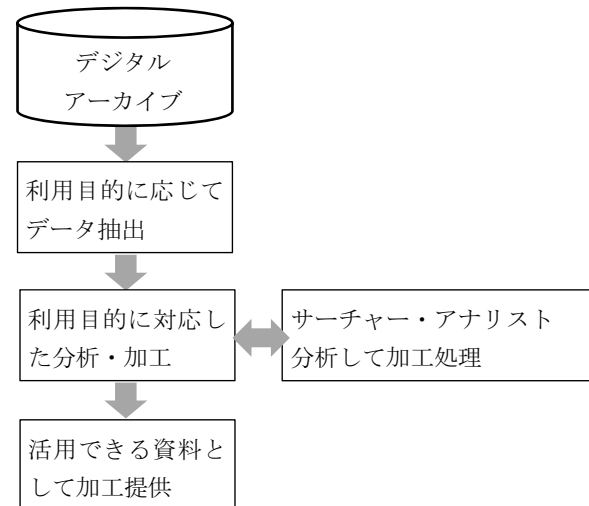 デジタル
アーカイブ
利用目的に応じて
データ抽出
利用目的に対応し
た分析・加工
サーチャー・アナリスト
分析して加工処理
活用できる資料と
して加工提供